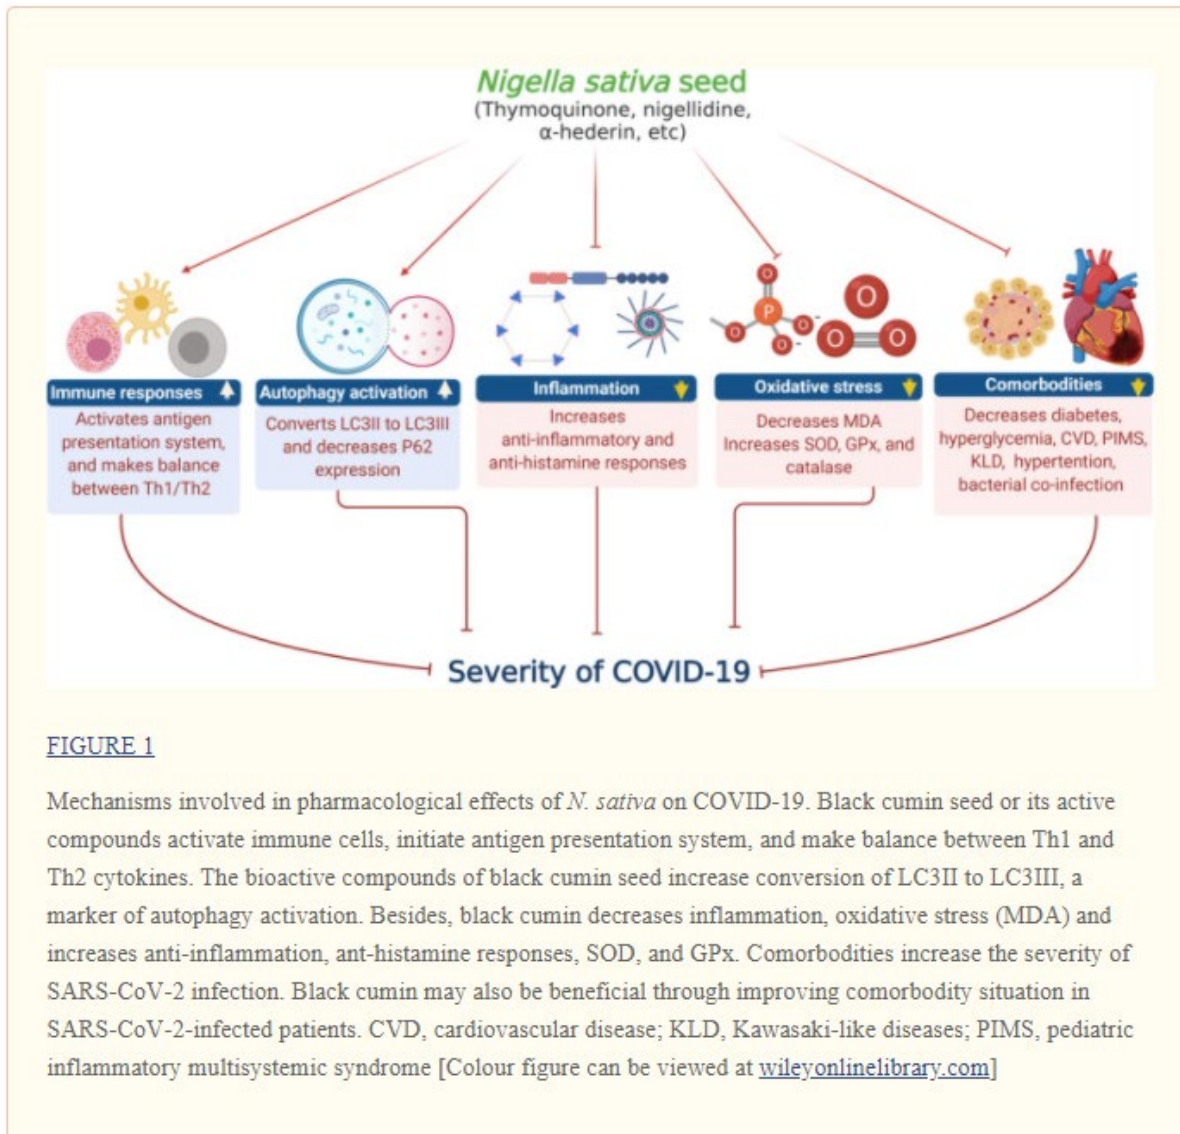 Nigella sativa seed
(Thymoquinone, nigellidine,
α-hederin, etc)
P
O
O
O
-
O
-
O
O
O
Immune responses
Activates antigen
presentation system,
and makes balance
between Th1/Th2
Autophagy activation
Converts LC3II to LC3III
and decreases P62
expression
Inflammation
Increases
anti-inflammatory and
anti-histamine responses
Oxidative stress
Decreases MDA
Increases SOD, GPx, and
catalase
Comorbodities
Decreases diabetes,
hyperglycemia, CVD, PIMS,
KLD, hypertention,
bacterial co-infection
Severity of COVID-19
FIGURE 1
Mechanisms involved in pharmacological effects of N. sativa on COVID-19. Black cumin seed or its active
compounds activate immune cells, initiate antigen presentation system, and make balance between Th1 and
Th2 cytokines. The bioactive compounds of black cumin seed increase conversion of LC3II to LC3III, a
marker of autophagy activation. Besides, black cumin decreases inflammation, oxidative stress (MDA) and
increases anti-inflammation, ant-histamine responses, SOD, and GPx. Comorbodities increase the severity of
SARS-CoV-2 infection. Black cumin may also be beneficial through improving comorbodity situation in
SARS-CoV-2-infected patients. CVD, cardiovascular disease; KLD, Kawasaki-like diseases; PIMS, pediatric
inflammatory multisystemic syndrome [Colour figure can be viewed at wileyonlinelibrary.com]